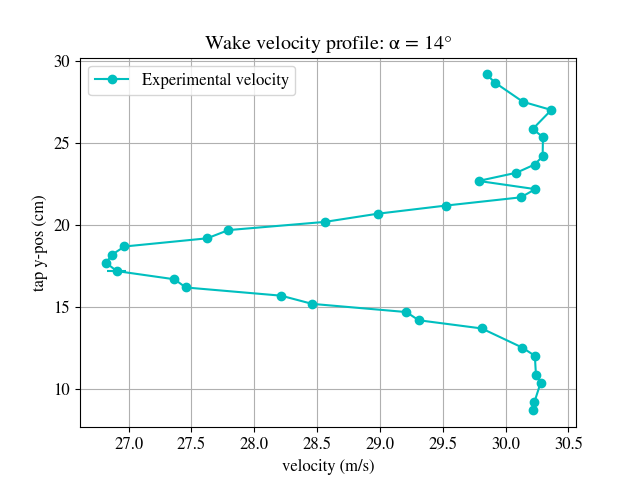 Wake velocity profile: α = 14°
Experimental velocity
30
25
20
15
10
tap y-pos (cm)
27.0 27.5 28.0 28.5 29.0 29.5 30.0 30.5
velocity (m/s)